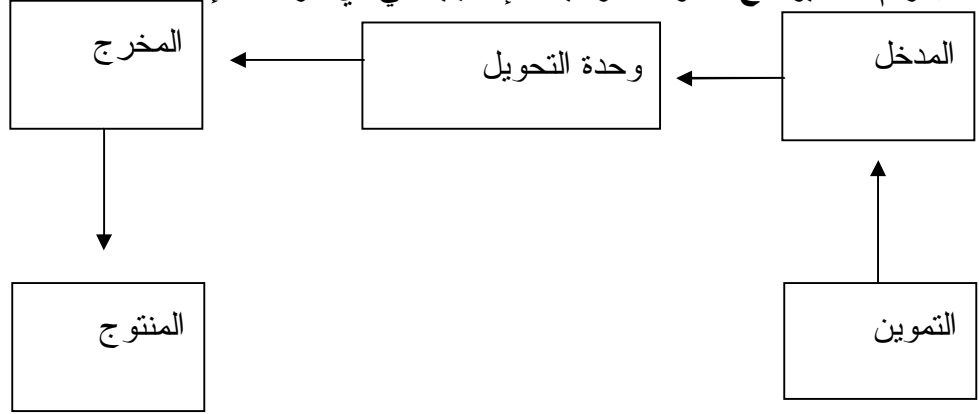 المدخل
وحدة التحويل
المخرج
التموين
المنتوج